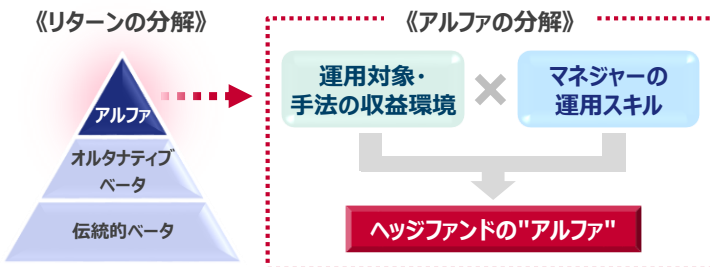 《リターンの分解》
アルファ
オルタナティブ
ベータ
伝統的ベータ
《アルファの分解》
運用対象・
手法の収益環境
×
マネジャーの
運用スキル
ヘッジファンドの"アルファ"